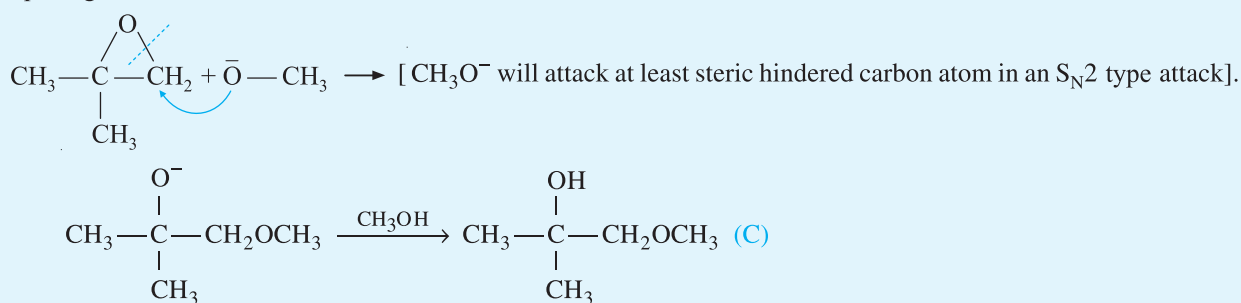 O
CH₃—C—CH₂ + Ō—CH₃ ⟶ [ CH₃O⁻ will attack at least steric hindered carbon atom in an S_N2 type attack].
CH₃
O⁻ OH
CH₃—C—CH₂OCH₃ —CH₃OH→ CH₃—C—CH₂OCH₃ (C)
CH₃ CH₃